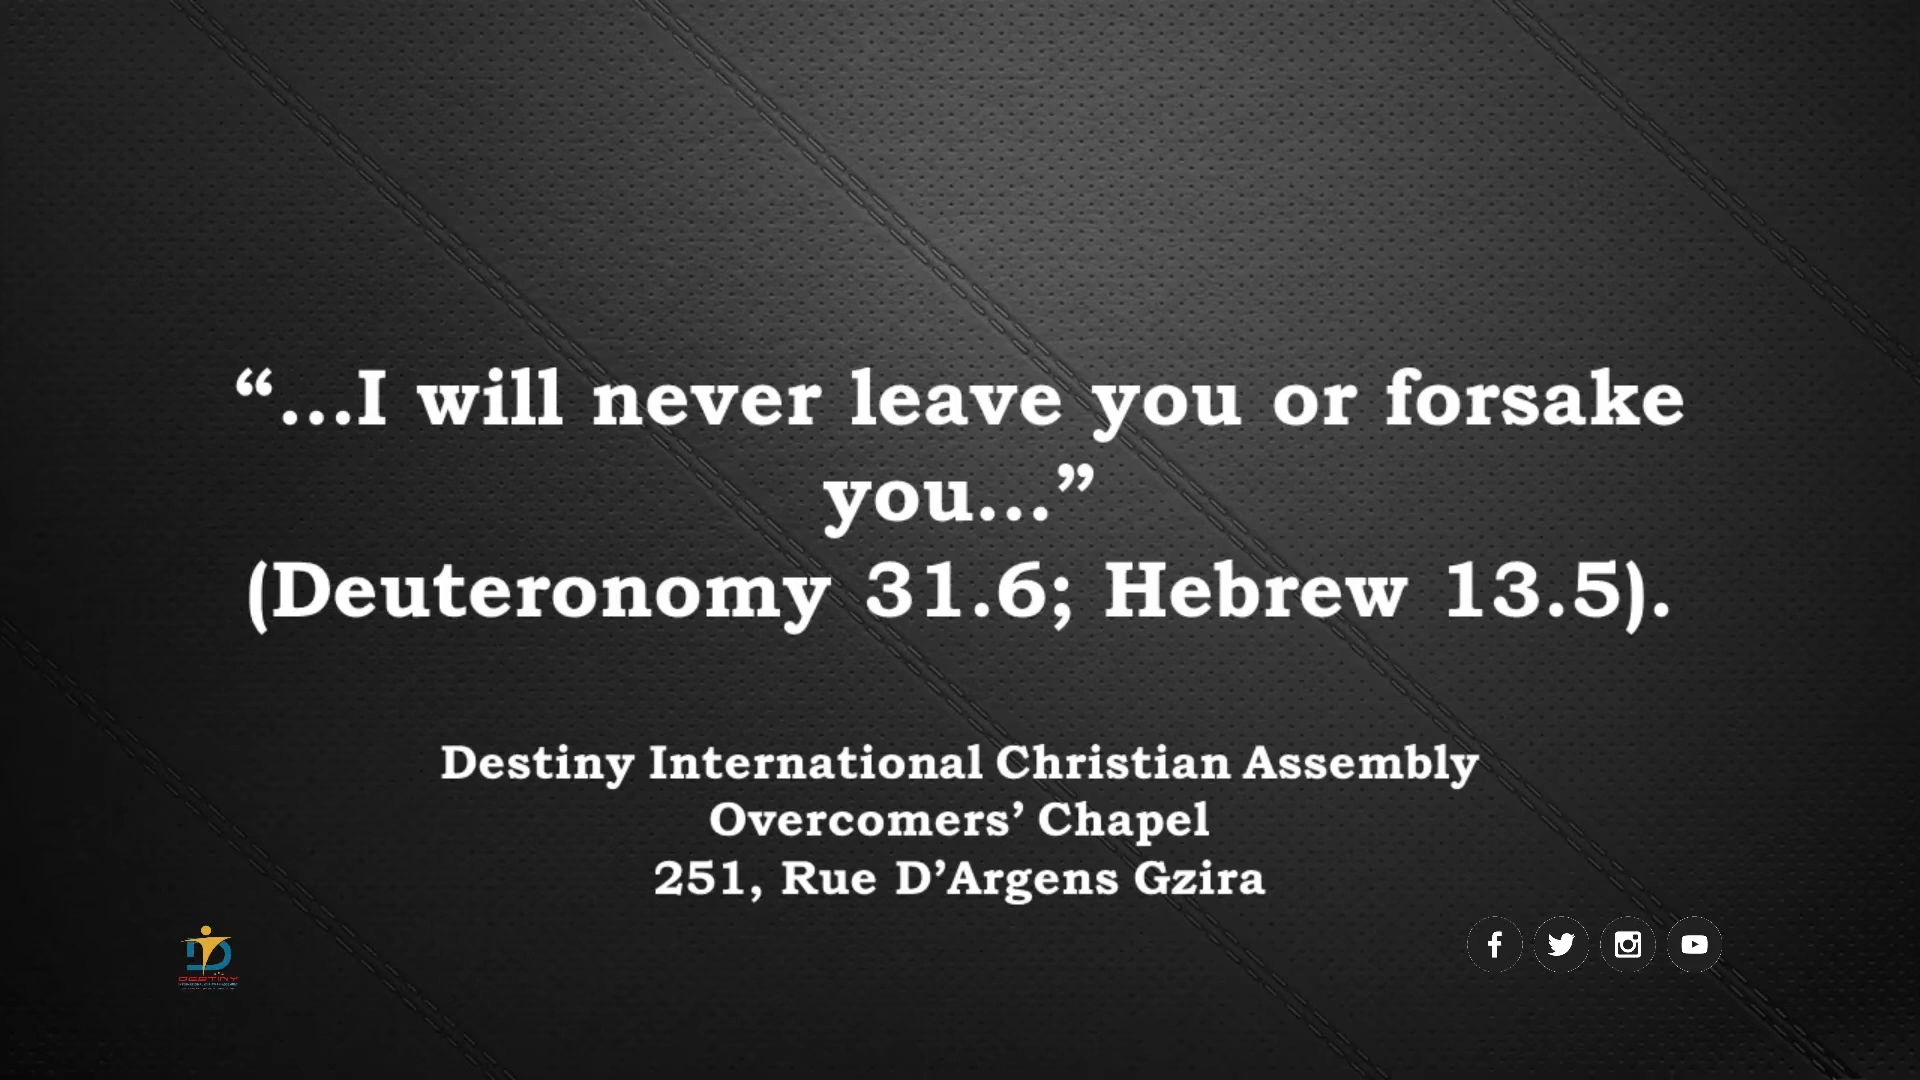 “...I will never leave you or forsake
you...”
(Deuteronomy 31.6; Hebrew 13.5).
Destiny International Christian Assembly
Overcomers’ Chapel
251, Rue D’Argens Gzira
DESTINY